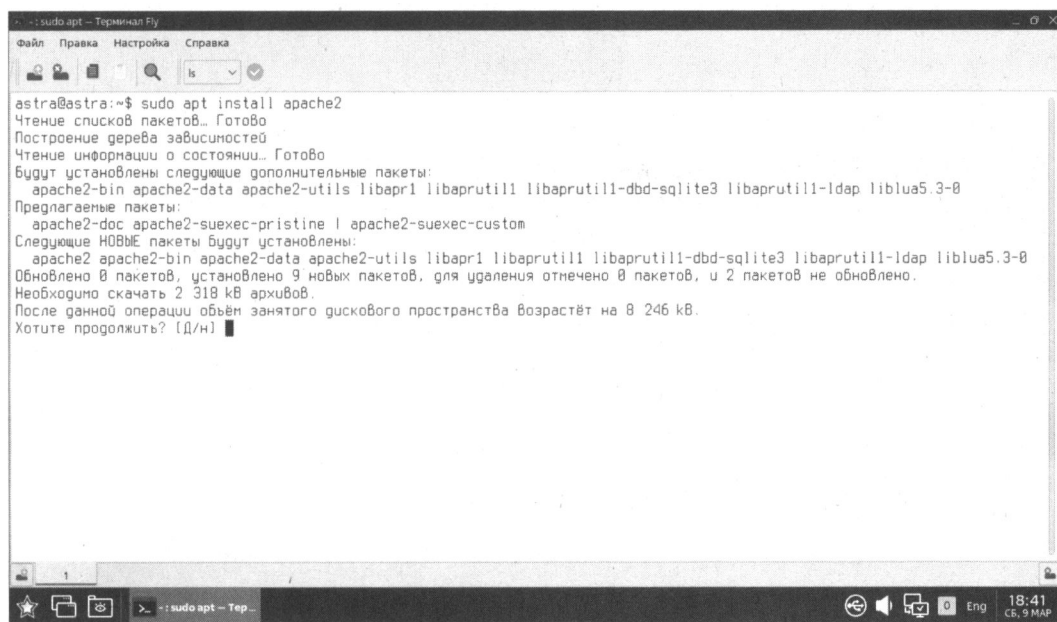 - : sudo apt — Терминал Fly
Файл Правка Настройка Справка
ls
astra@astra:~$ sudo apt install apache2
Чтение списков пакетов… Готово
Построение дерева зависимостей
Чтение информации о состоянии… Готово
Будут установлены следующие дополнительные пакеты:
apache2-bin apache2-data apache2-utils libapr1 libaprutil1 libaprutil1-dbd-sqlite3 libaprutil1-ldap liblua5.3-0
Предлагаемые пакеты:
apache2-doc apache2-suexec-pristine | apache2-suexec-custom
Следующие НОВЫЕ пакеты будут установлены:
apache2 apache2-bin apache2-data apache2-utils libapr1 libaprutil1 libaprutil1-dbd-sqlite3 libaprutil1-ldap liblua5.3-0
Обновлено 0 пакетов, установлено 9 новых пакетов, для удаления отмечено 0 пакетов, и 2 пакетов не обновлено.
Необходимо скачать 2 318 kB архивов.
После данной операции объём занятого дискового пространства возрастёт на 8 246 kB.
Хотите продолжить? [Д/н]
1
- : sudo apt — Тер…
0 Eng 18:41
СБ, 9 МАР